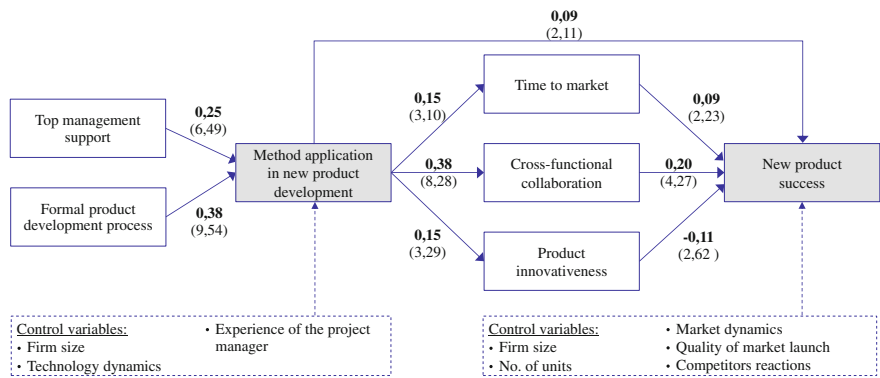 0,09
(2,11)
Top management
support
0,25
(6,49)
Formal product
development process
0,38
(9,54)
Method application
in new product
development
0,15
(3,10)
0,38
(8,28)
0,15
(3,29)
Time to market
Cross-functional
collaboration
Product
innovativeness
0,09
(2,23)
0,20
(4,27)
-0,11
(2,62 )
New product
success
Control variables:
• Firm size
• Technology dynamics
• Experience of the project
manager
Control variables:
• Firm size
• No. of units
• Market dynamics
• Quality of market launch
• Competitors reactions